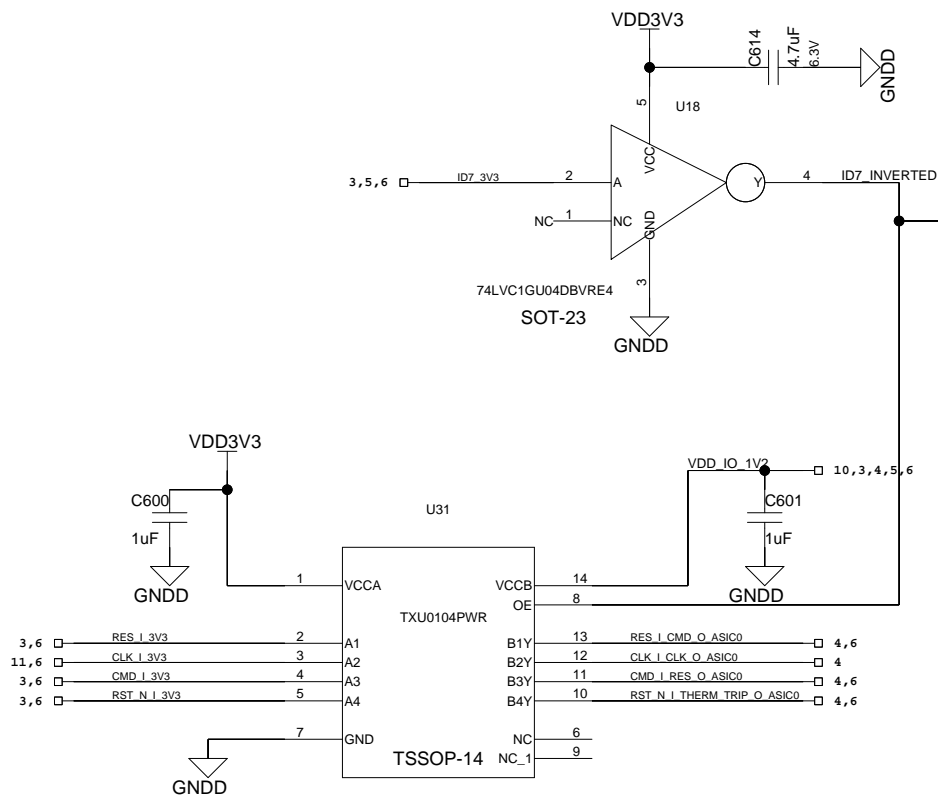 VDD3V3
C614
4.7uF
6.3V
GNDD
5
U18
VCC
3,5,6 ID7_3V3 2 A
Y 4 ID7_INVERTED
NC 1 NC
GND
3
74LVC1GU04DBVRE4
SOT-23
GNDD
VDD3V3
VDD_IO_1V2 10,3,4,5,6
C600
1uF
GNDD
C601
1uF
GNDD
U31
1 VCCA VCCB 14
OE 8
TXU0104PWR
3,6 RES_I_3V3 2 A1 B1Y 13 RES_I_CMD_O_ASIC0 4,6
11,6 CLK_I_3V3 3 A2 B2Y 12 CLK_I_CLK_O_ASIC0 4
3,6 CMD_I_3V3 4 A3 B3Y 11 CMD_I_RES_O_ASIC0 4,6
3,6 RST_N_I_3V3 5 A4 B4Y 10 RST_N_I_THERM_TRIP_O_ASIC0 4,6
7 GND NC 6
TSSOP-14 NC_1 9
GNDD